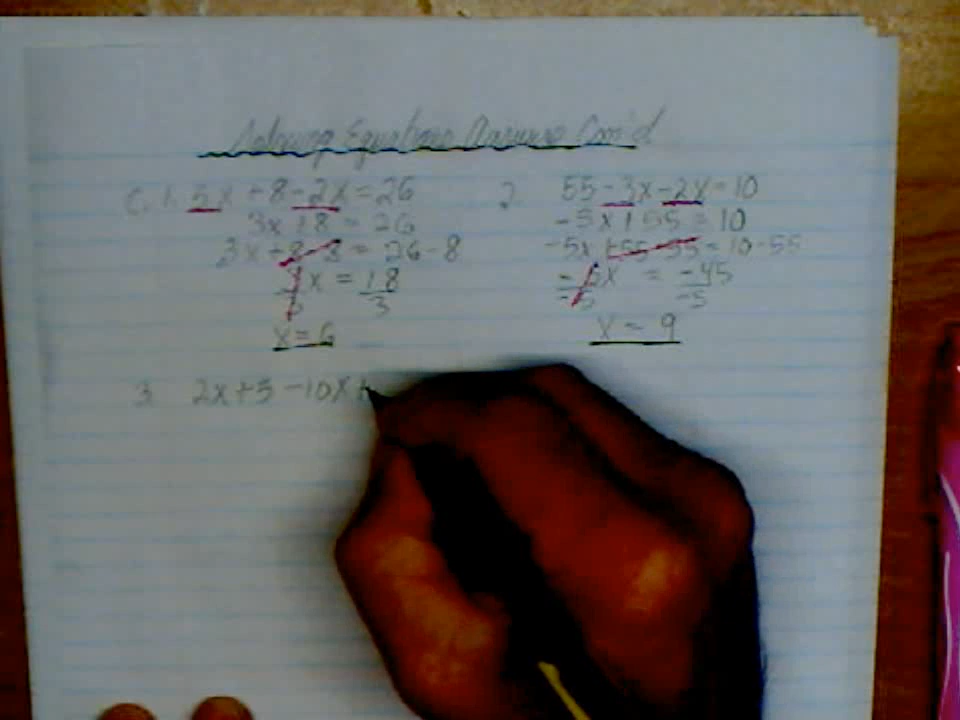 Solving Equations Answers Con'd
C. 1. 5x + 8 - 2x = 26
3x + 8 = 26
3x + 8 - 8 = 26 - 8
3x = 18
3 3
x = 6
2. 55 - 3x - 2x = 10
-5x + 55 = 10
-5x + 55 - 55 = 10 - 55
-5x = -45
-5 -5
x = 9
3. 2x + 5 - 10x +